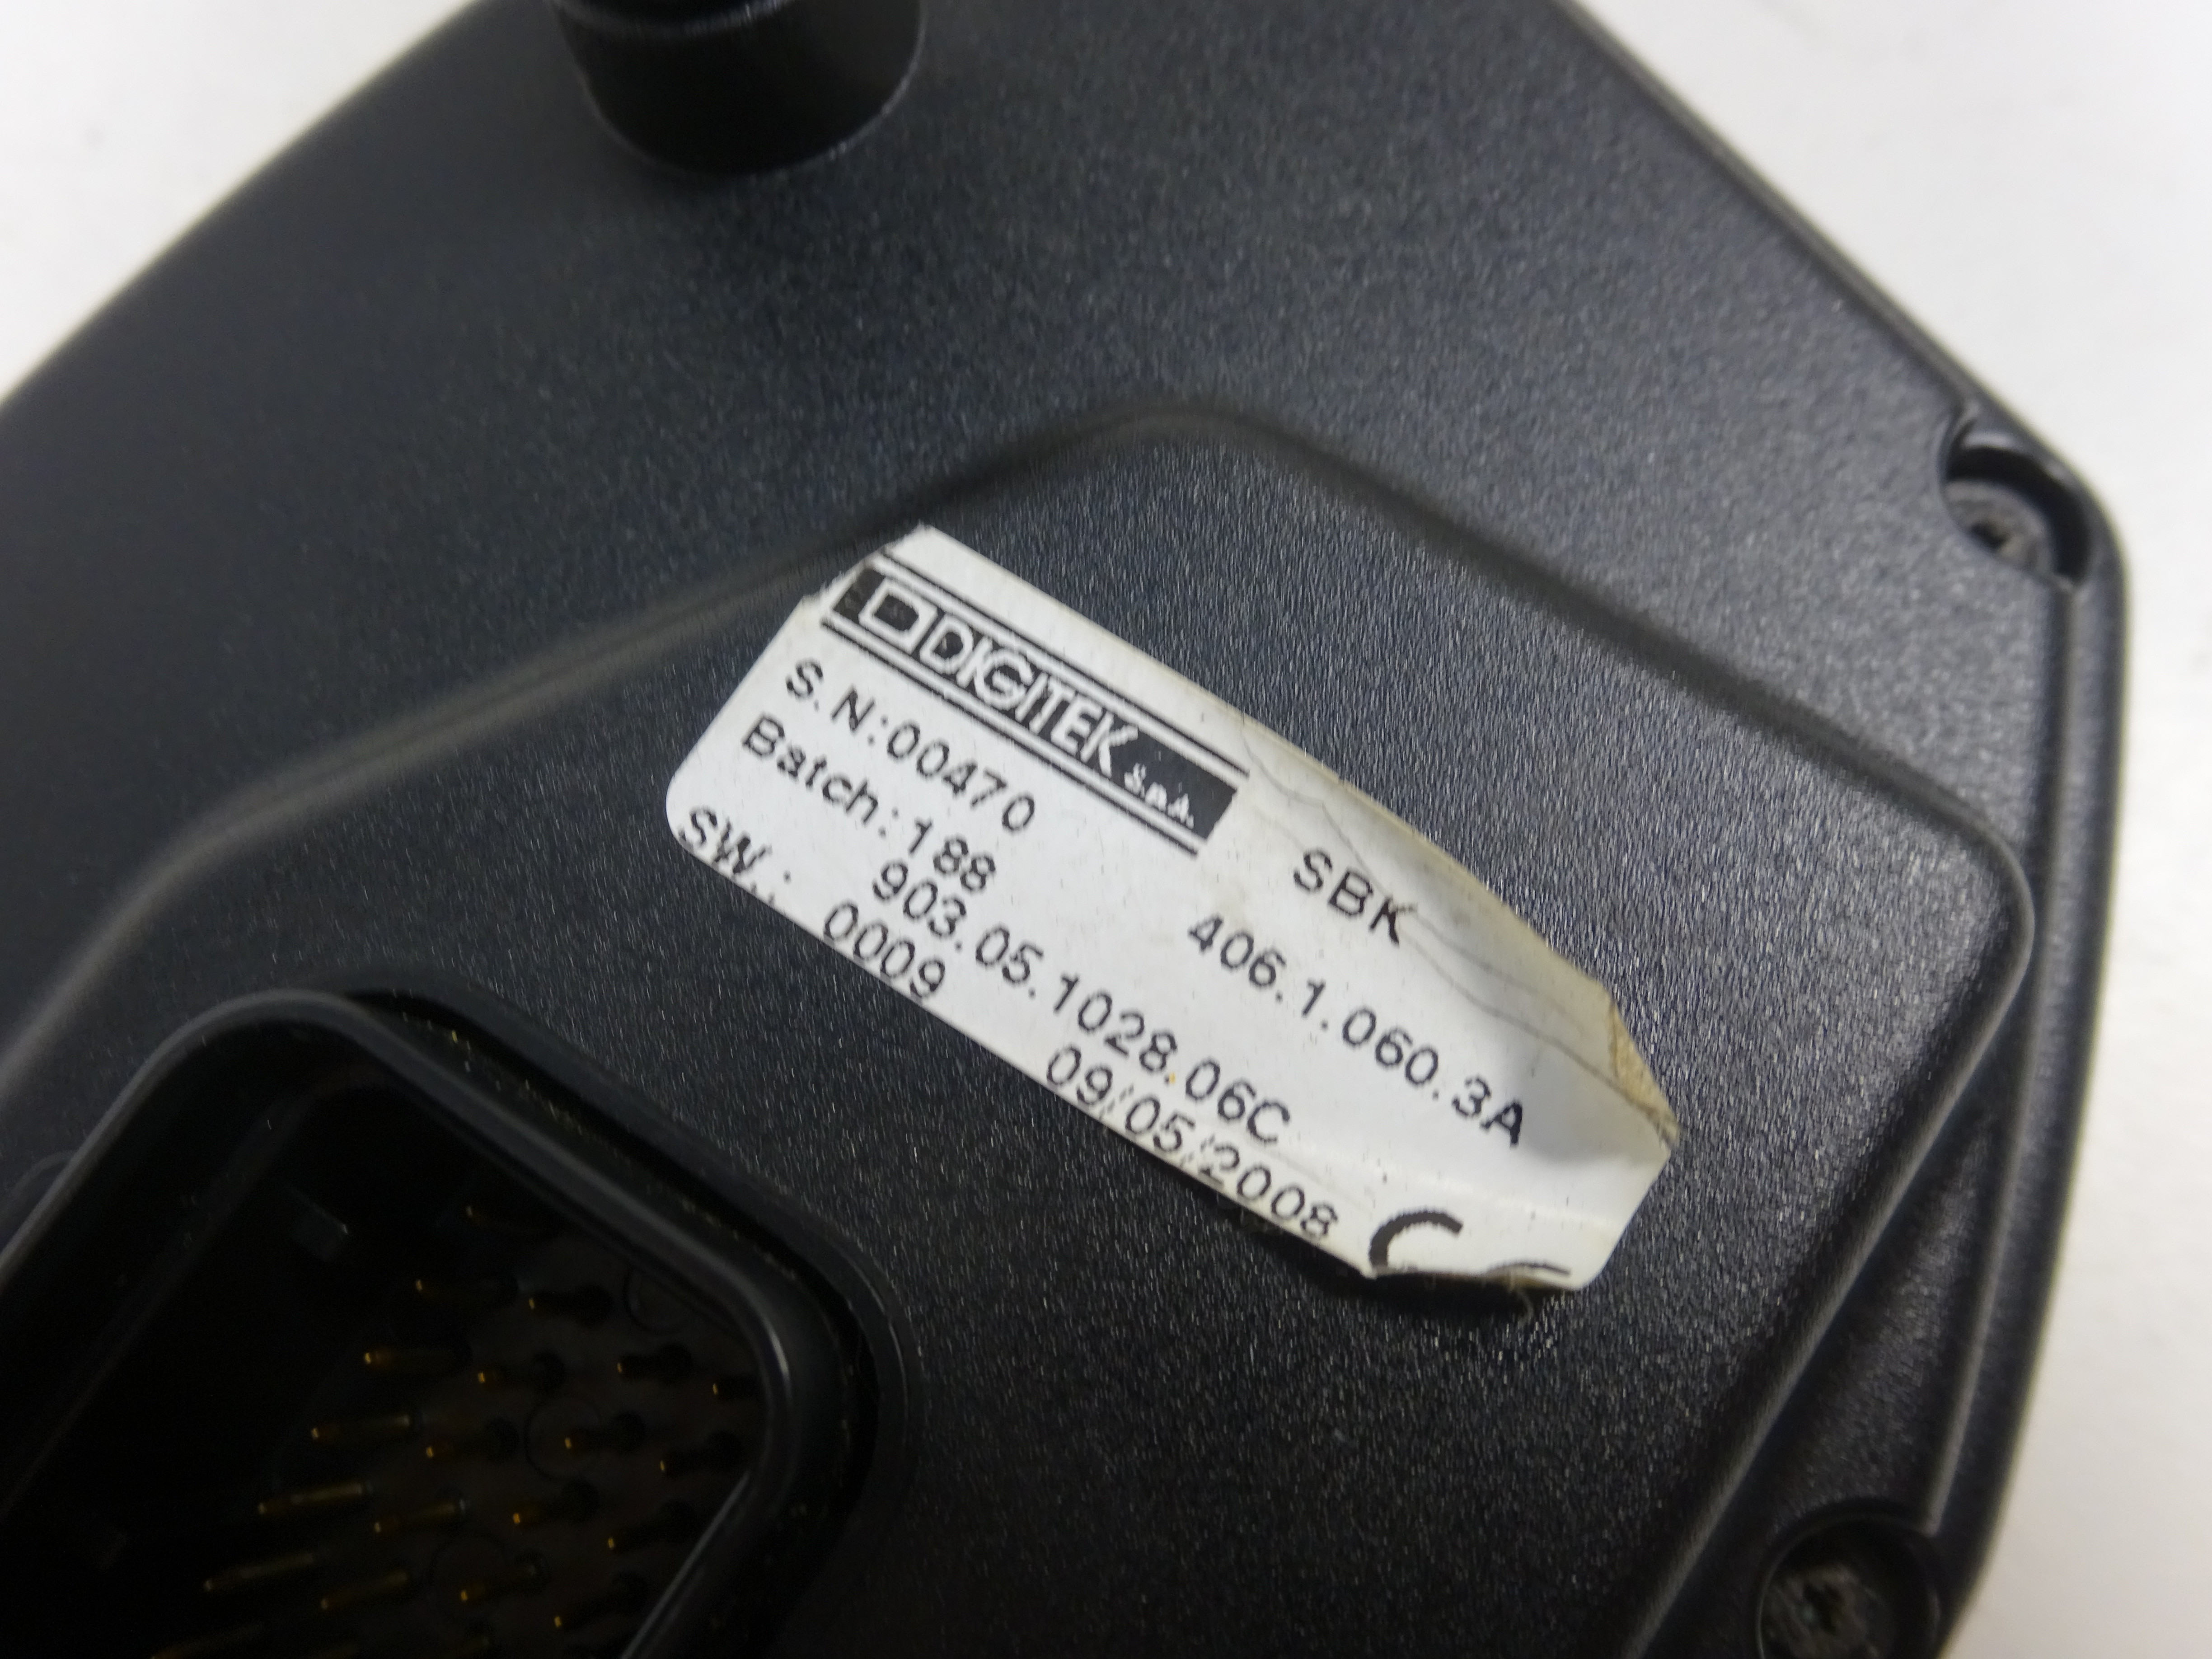 DIGITEK S.p.A.
SBK
S.N:00470
406.1.060.3A
Batch:188
903.05.1028.06C
SW.: 0009
09/05/2008